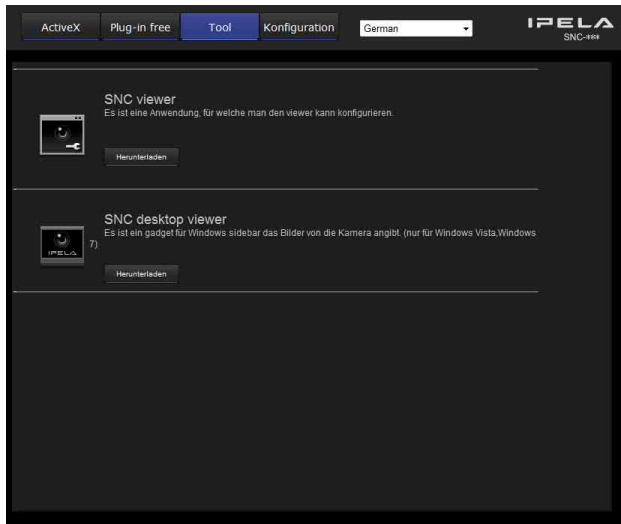 ActiveX Plug-in free Tool Konfiguration German IPELA
SNC-***
SNC viewer
Es ist eine Anwendung, für welche man den viewer kann konfigurieren.
Herunterladen
SNC desktop viewer
Es ist ein gadget für Windows sidebar das Bilder von die Kamera angibt. (nur für Windows Vista,Windows
7)
IPELA
Herunterladen